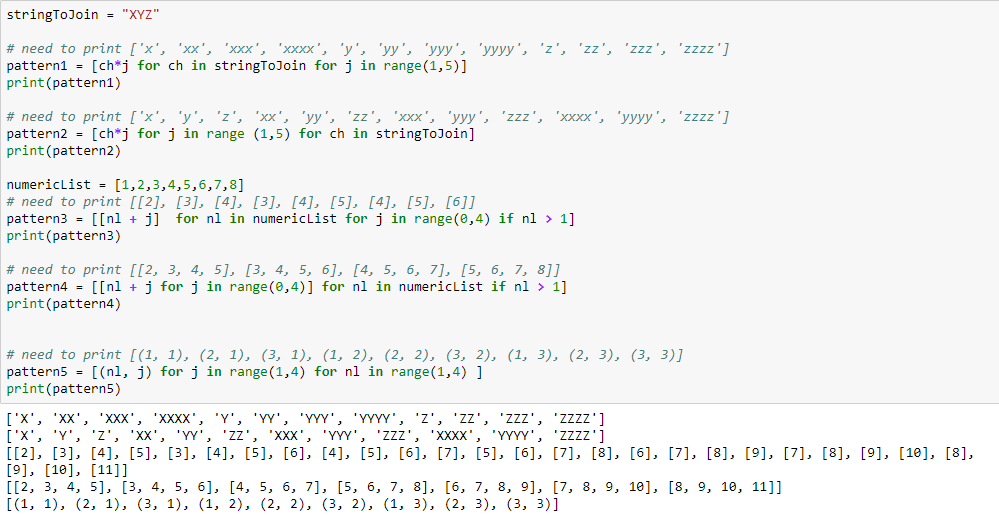 stringToJoin = "XYZ"
# need to print ['x', 'xx', 'xxx', 'xxxx', 'y', 'yy', 'yyy', 'yyyy', 'z', 'zz', 'zzz', 'zzzz']
pattern1 = [ch*j for ch in stringToJoin for j in range(1,5)]
print(pattern1)
# need to print ['x', 'y', 'z', 'xx', 'yy', 'zz', 'xxx', 'yyy', 'zzz', 'xxxx', 'yyyy', 'zzzz']
pattern2 = [ch*j for j in range (1,5) for ch in stringToJoin]
print(pattern2)
numericList = [1,2,3,4,5,6,7,8]
# need to print [[2], [3], [4], [3], [4], [5], [4], [5], [6]]
pattern3 = [[nl + j]  for nl in numericList for j in range(0,4) if nl > 1]
print(pattern3)
# need to print [[2, 3, 4, 5], [3, 4, 5, 6], [4, 5, 6, 7], [5, 6, 7, 8]]
pattern4 = [[nl + j for j in range(0,4)] for nl in numericList if nl > 1]
print(pattern4)
# need to print [(1, 1), (2, 1), (3, 1), (1, 2), (2, 2), (3, 2), (1, 3), (2, 3), (3, 3)]
pattern5 = [(nl, j) for j in range(1,4) for nl in range(1,4) ]
print(pattern5)
['X', 'XX', 'XXX', 'XXXX', 'Y', 'YY', 'YYY', 'YYYY', 'Z', 'ZZ', 'ZZZ', 'ZZZZ']
['X', 'Y', 'Z', 'XX', 'YY', 'ZZ', 'XXX', 'YYY', 'ZZZ', 'XXXX', 'YYYY', 'ZZZZ']
[[2], [3], [4], [5], [3], [4], [5], [6], [4], [5], [6], [7], [5], [6], [7], [8], [6], [7], [8], [9], [7], [8], [9], [10], [8],
[9], [10], [11]]
[[2, 3, 4, 5], [3, 4, 5, 6], [4, 5, 6, 7], [5, 6, 7, 8], [6, 7, 8, 9], [7, 8, 9, 10], [8, 9, 10, 11]]
[(1, 1), (2, 1), (3, 1), (1, 2), (2, 2), (3, 2), (1, 3), (2, 3), (3, 3)]